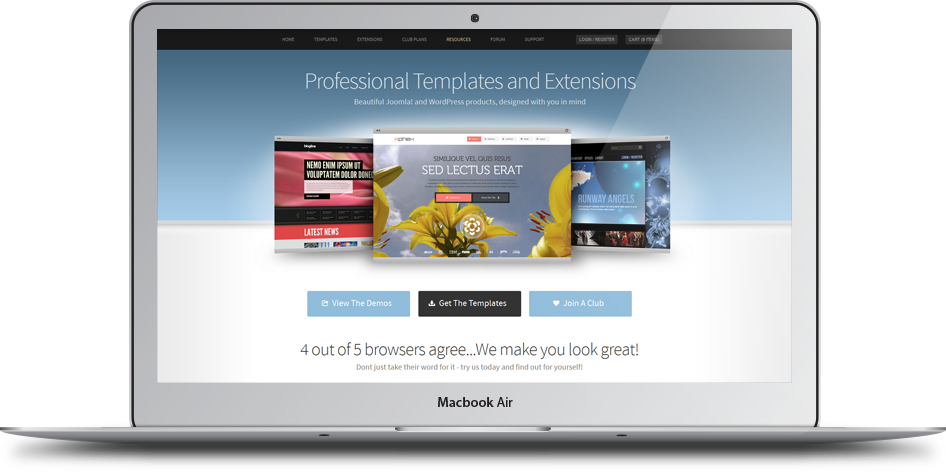 HOME TEMPLATES EXTENSIONS CLUB PLANS RESOURCES FORUM SUPPORT LOGIN / REGISTER CART (0 ITEMS)
Professional Templates and Extensions
Beautiful Joomla! and WordPress products, designed with you in mind
NEMO ENIM IPSUM UT
VOLUPTATEM DOLOR DONEC
LATEST NEWS
SIMILIQUE VEL QUIS RISUS
SED LECTUS ERAT
STYLES
LOGIN / REGISTER
RUNWAY ANGELS
View The Demos
Get The Templates
Join A Club
4 out of 5 browsers agree...We make you look great!
Dont just take their word for it - try us today and find out for yourself!
Macbook Air